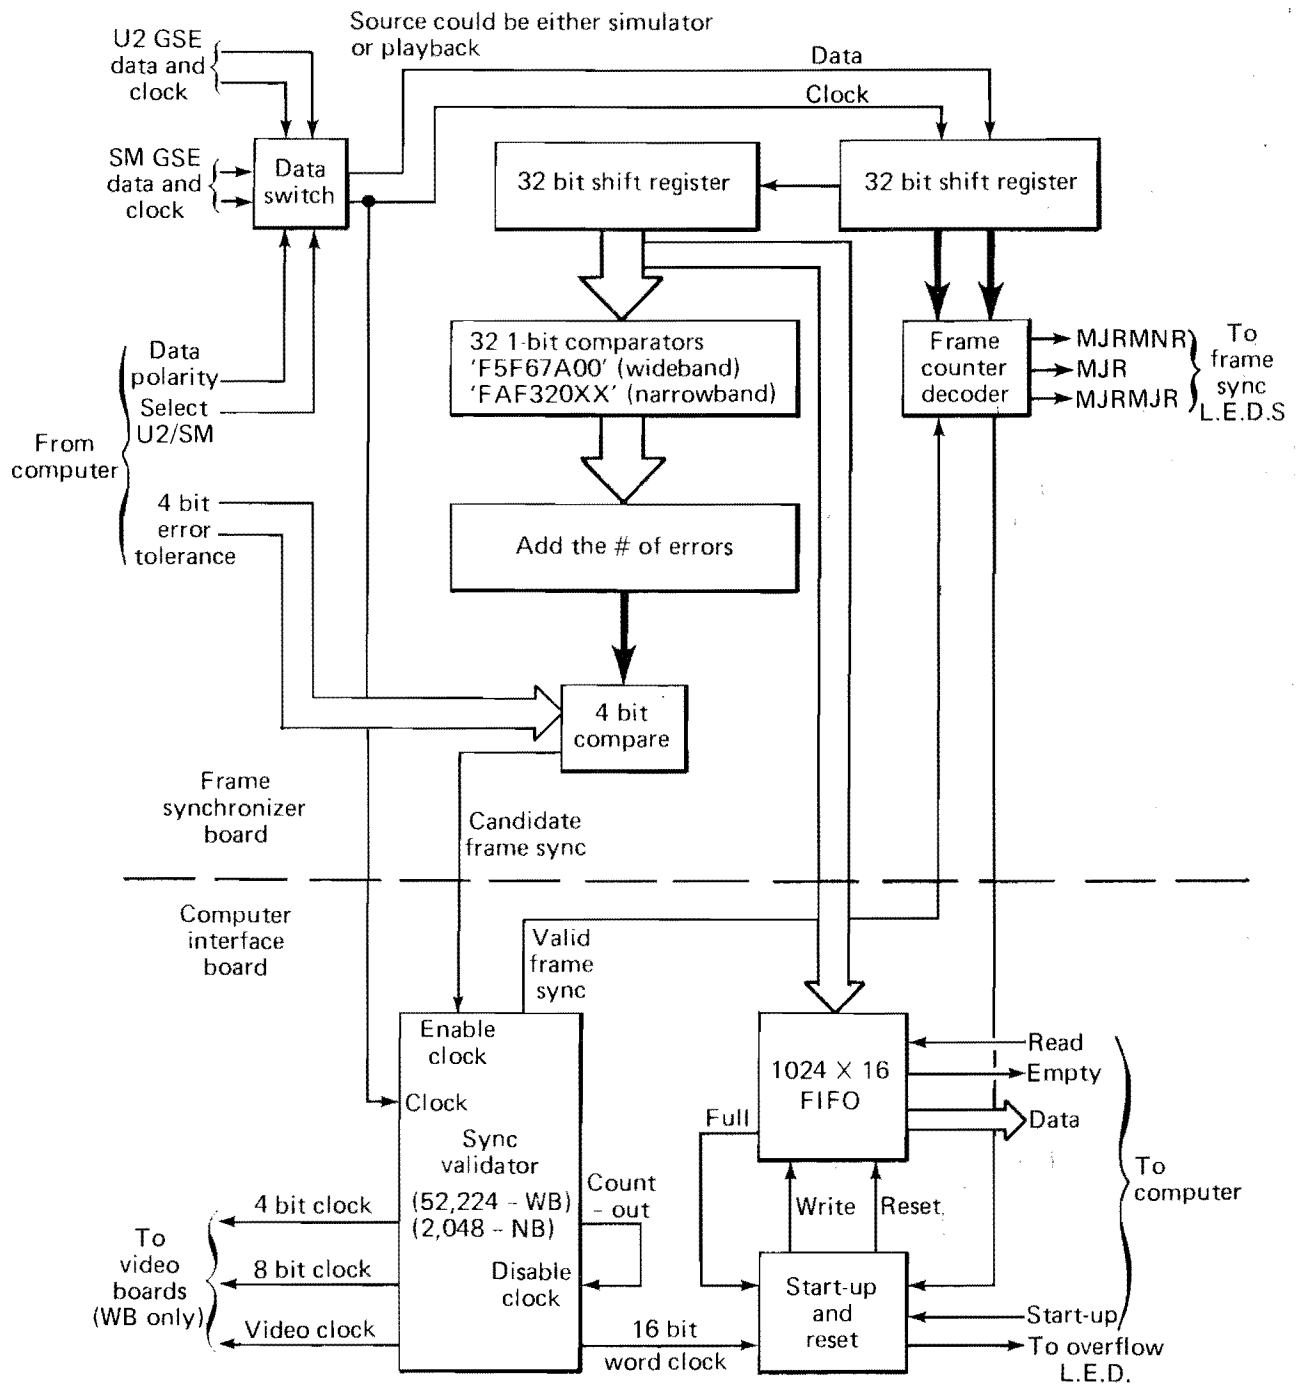 Source could be either simulator
or playback
U2 GSE
data and
clock
Data
Clock
SM GSE
data and
clock
Data
switch
32 bit shift register
32 bit shift register
32 1-bit comparators
'F5F67A00' (wideband)
'FAF320XX' (narrowband)
Frame
counter
decoder
MJRMNR
MJR
MJRMJR
To
frame
sync
L.E.D.S
Data
polarity
Select
U2/SM
From
computer
4 bit
error
tolerance
Add the # of errors
4 bit
compare
Frame
synchronizer
board
Candidate
frame sync
Computer
interface
board
Valid
frame
sync
Enable
clock
Clock
Sync
validator
(52,224 - WB)
(2,048 - NB)
Count
- out
Disable
clock
1024 X 16
FIFO
Full
Read
Empty
Data
To
computer
Write
Reset
4 bit clock
8 bit clock
Video clock
To
video
boards
(WB only)
16 bit
word clock
Start-up
and
reset
Start-up
To overflow
L.E.D.